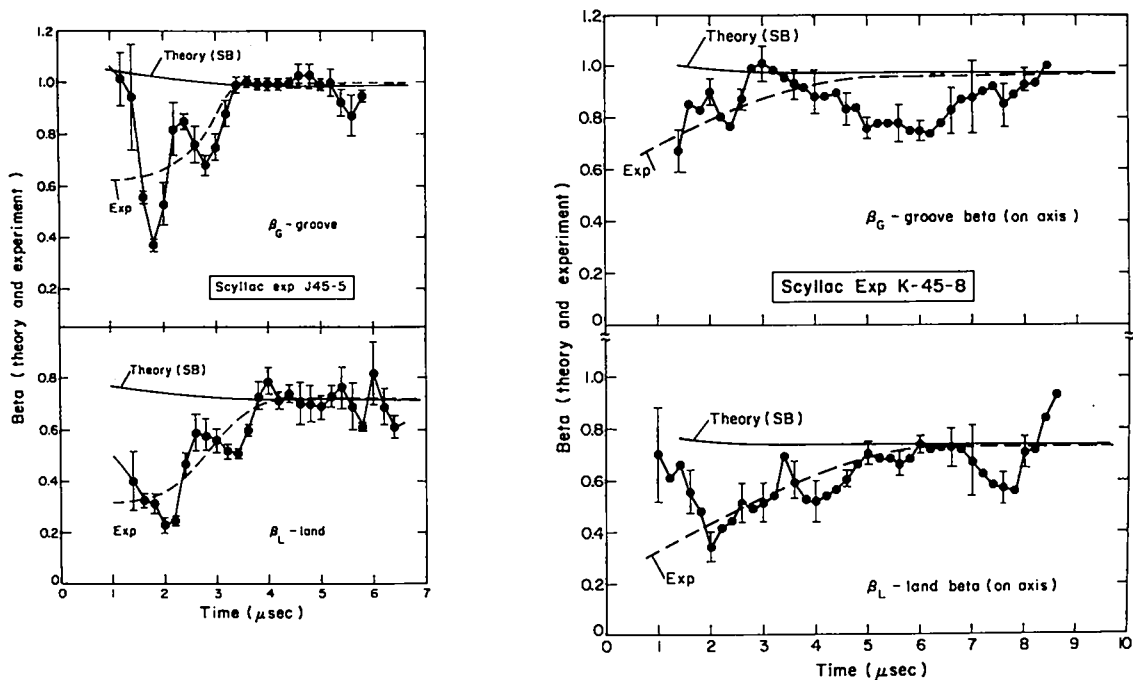 Beta (theory and experiment)
1.2
1.0
0.8
0.6
0.4
0.2
0
Theory (SB)
Exp
β_G - groove
Scyllac exp J45-5
0.8
0.6
0.4
0.2
0
Theory (SB)
Exp
β_L - land
0 1 2 3 4 5 6 7
Time (μsec)
Beta (theory and experiment)
1.2
1.0
0.8
0.6
0.4
0.2
0
Theory (SB)
Exp
β_G - groove beta (on axis)
Scyllac Exp K-45-8
1.0
0.8
0.6
0.4
0.2
0
Theory (SB)
Exp
β_L - land beta (on axis)
0 1 2 3 4 5 6 7 8 9 10
Time (μsec)